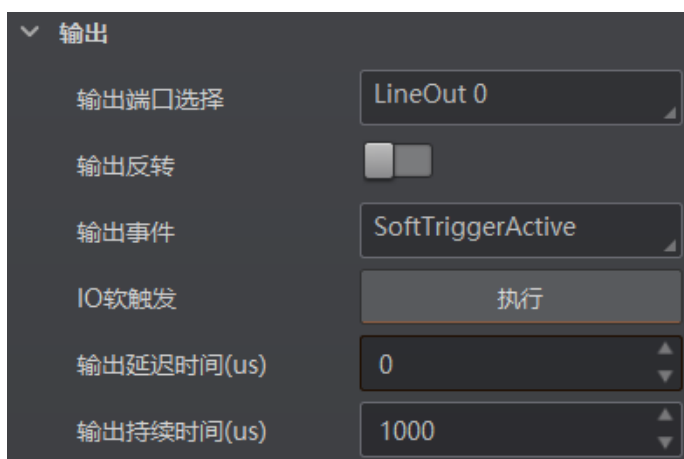 输出
输出端口选择 LineOut 0
输出反转
输出事件 SoftTriggerActive
IO软触发 执行
输出延迟时间(us) 0
输出持续时间(us) 1000